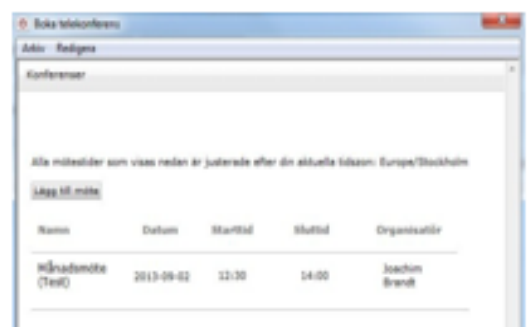 Boka telekonferens
Arkiv Redigera
Konferenser
Alla mötestider som visas nedan är justerade efter din aktuella tidszon: Europe/Stockholm
Lägg till möte
Namn Datum Starttid Sluttid Organisatör
Månadsmöte (Test) 2013-09-02 12:30 14:00 Joachim Brandt